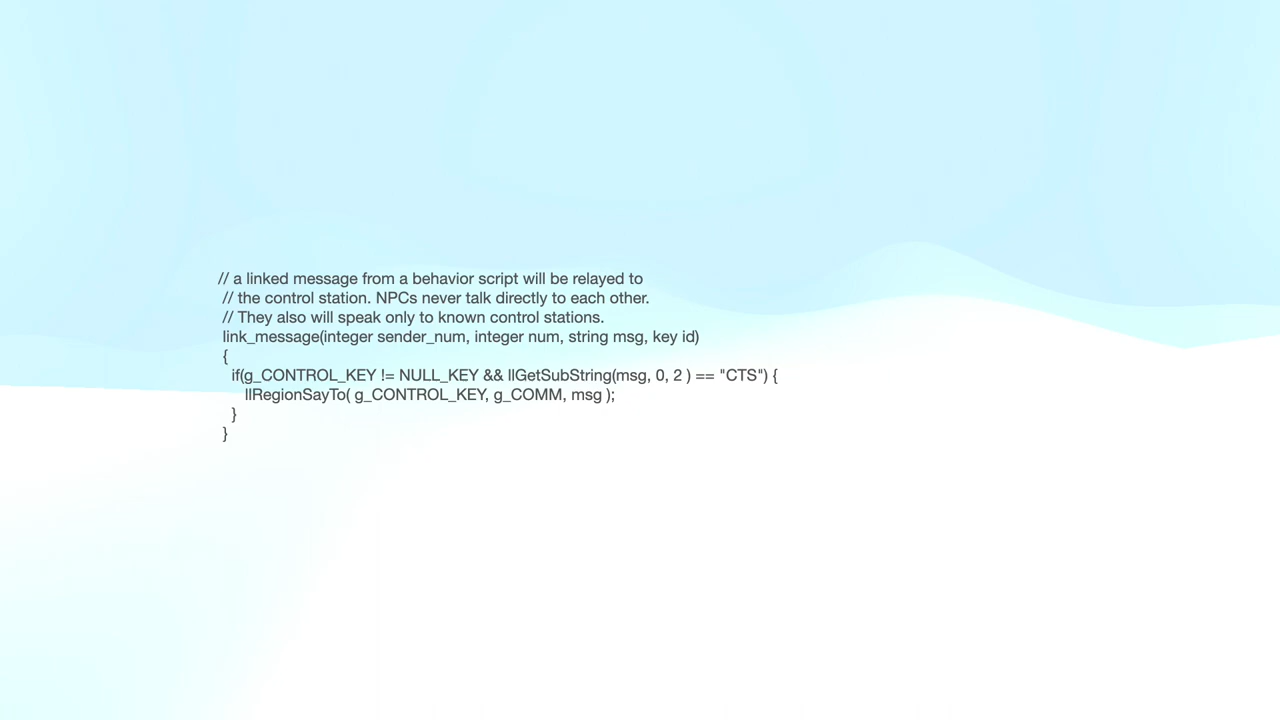 // a linked message from a behavior script will be relayed to
// the control station. NPCs never talk directly to each other.
// They also will speak only to known control stations.
link_message(integer sender_num, integer num, string msg, key id)
{
if(g_CONTROL_KEY != NULL_KEY && llGetSubString(msg, 0, 2 ) == "CTS") {
llRegionSayTo( g_CONTROL_KEY, g_COMM, msg );
}
}